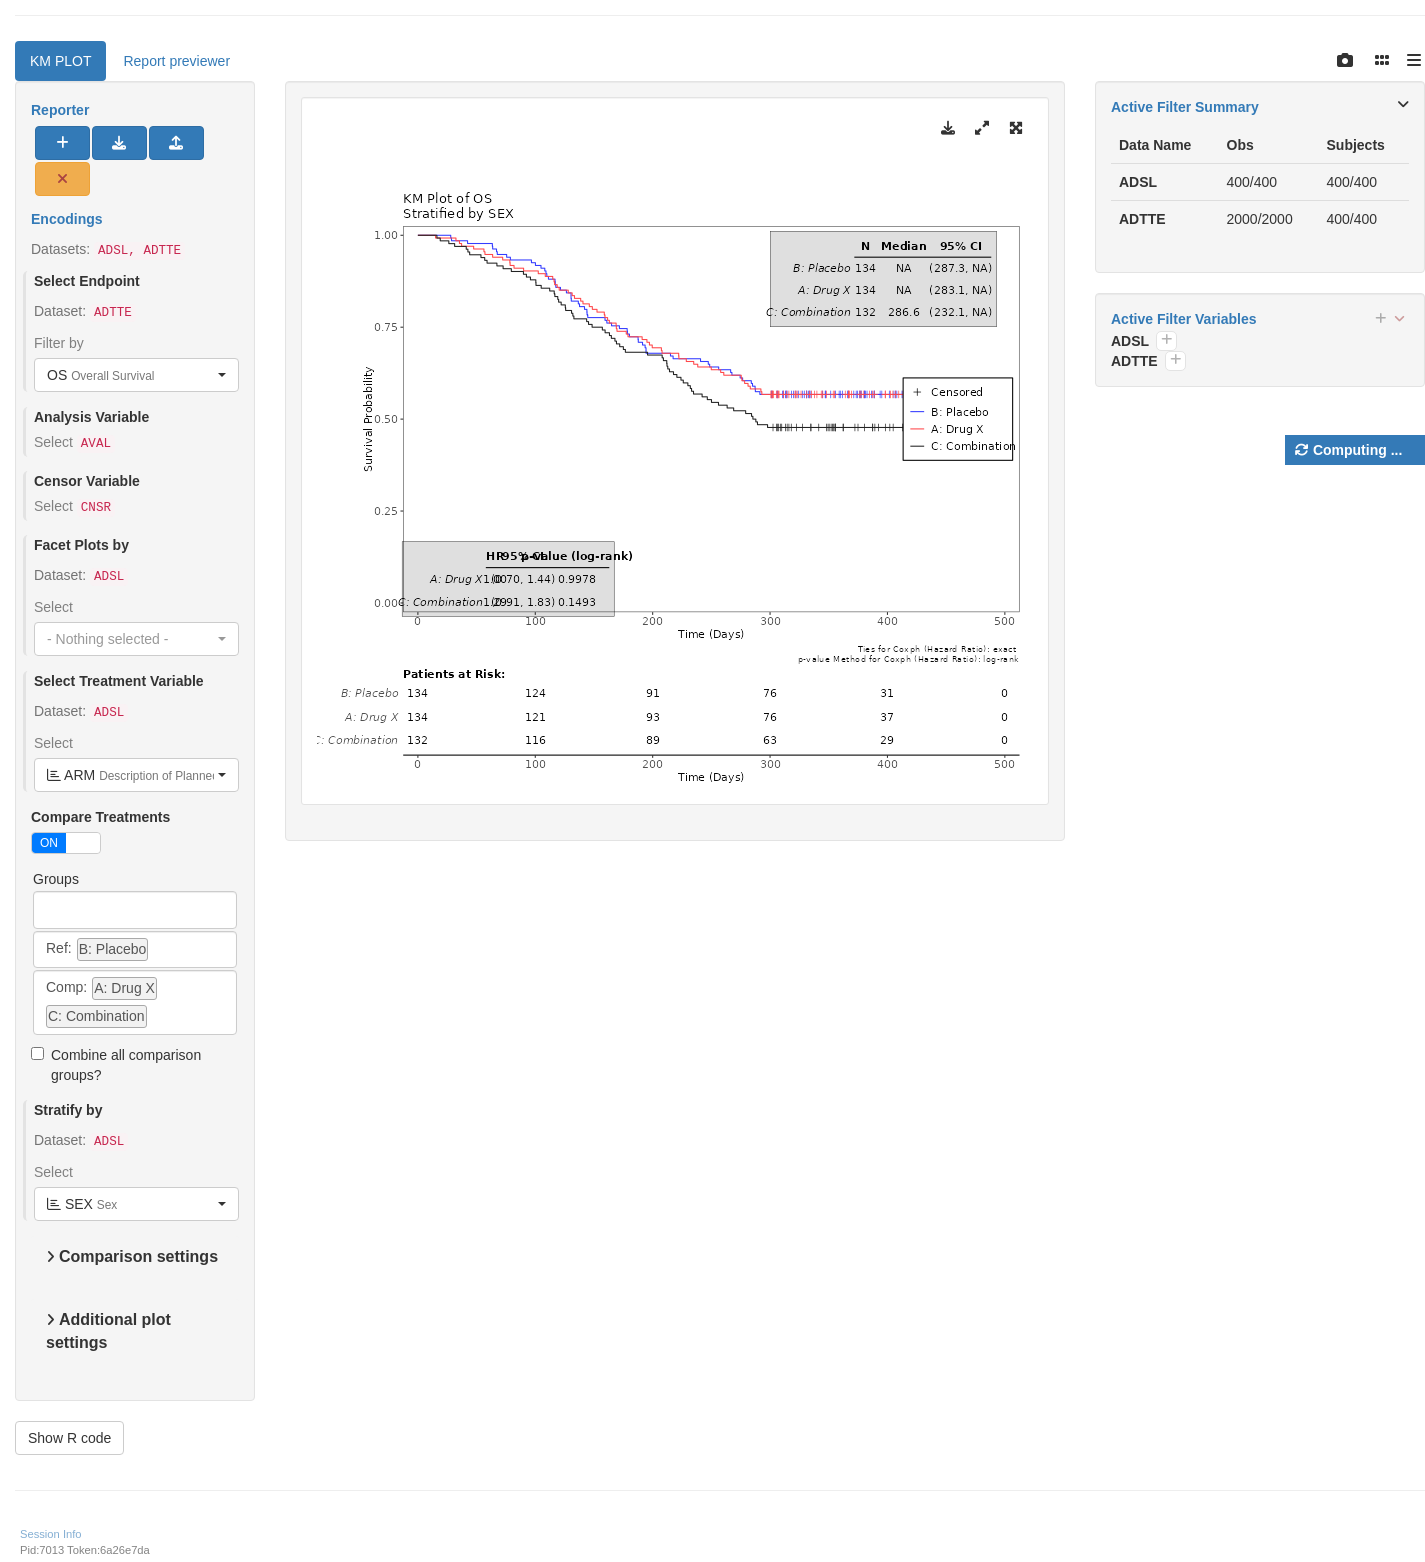 KM PLOT
Report previewer
Reporter
Encodings
Datasets: ADSL, ADTTE
Select Endpoint
Dataset: ADTTE
Filter by
OS Overall Survival
Analysis Variable
Select AVAL
Censor Variable
Select CNSR
Facet Plots by
Dataset: ADSL
Select
- Nothing selected -
Select Treatment Variable
Dataset: ADSL
Select
ARM Description of Planned
Compare Treatments
ON
Groups
Ref: B: Placebo
Comp: A: Drug X
C: Combination
Combine all comparison
groups?
Stratify by
Dataset: ADSL
Select
SEX Sex
Comparison settings
Additional plot
settings
Show R code
KM Plot of OS
Stratified by SEX
1.00
0.75
0.50
0.25
0.00
Survival Probability
N Median 95% CI
B: Placebo 134 NA (287.3, NA)
A: Drug X 134 NA (283.1, NA)
C: Combination 132 286.6 (232.1, NA)
Censored
B: Placebo
A: Drug X
C: Combination
HR 95% CI p-value (log-rank)
A: Drug X 1.00 (0.70, 1.44) 0.9978
C: Combination 1.29 (0.91, 1.83) 0.1493
0 100 200 300 400 500
Time (Days)
Ties for Coxph (Hazard Ratio): exact
p-value Method for Coxph (Hazard Ratio): log-rank
Patients at Risk:
B: Placebo 134 124 91 76 31 0
A: Drug X 134 121 93 76 37 0
C: Combination 132 116 89 63 29 0
0 100 200 300 400 500
Time (Days)
Active Filter Summary
Data Name Obs Subjects
ADSL 400/400 400/400
ADTTE 2000/2000 400/400
Active Filter Variables
ADSL
ADTTE
Computing ...
Session Info
Pid:7013 Token:6a26e7da